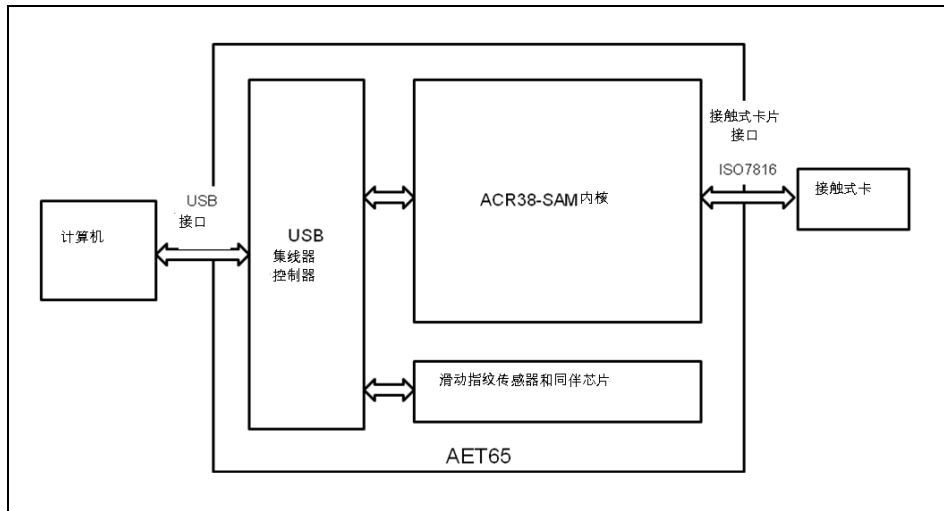 计算机
USB
接口
USB
集线器
控制器
ACR38-SAM内核
滑动指纹传感器和同伴芯片
AET65
接触式卡片
接口
ISO7816
接触式卡